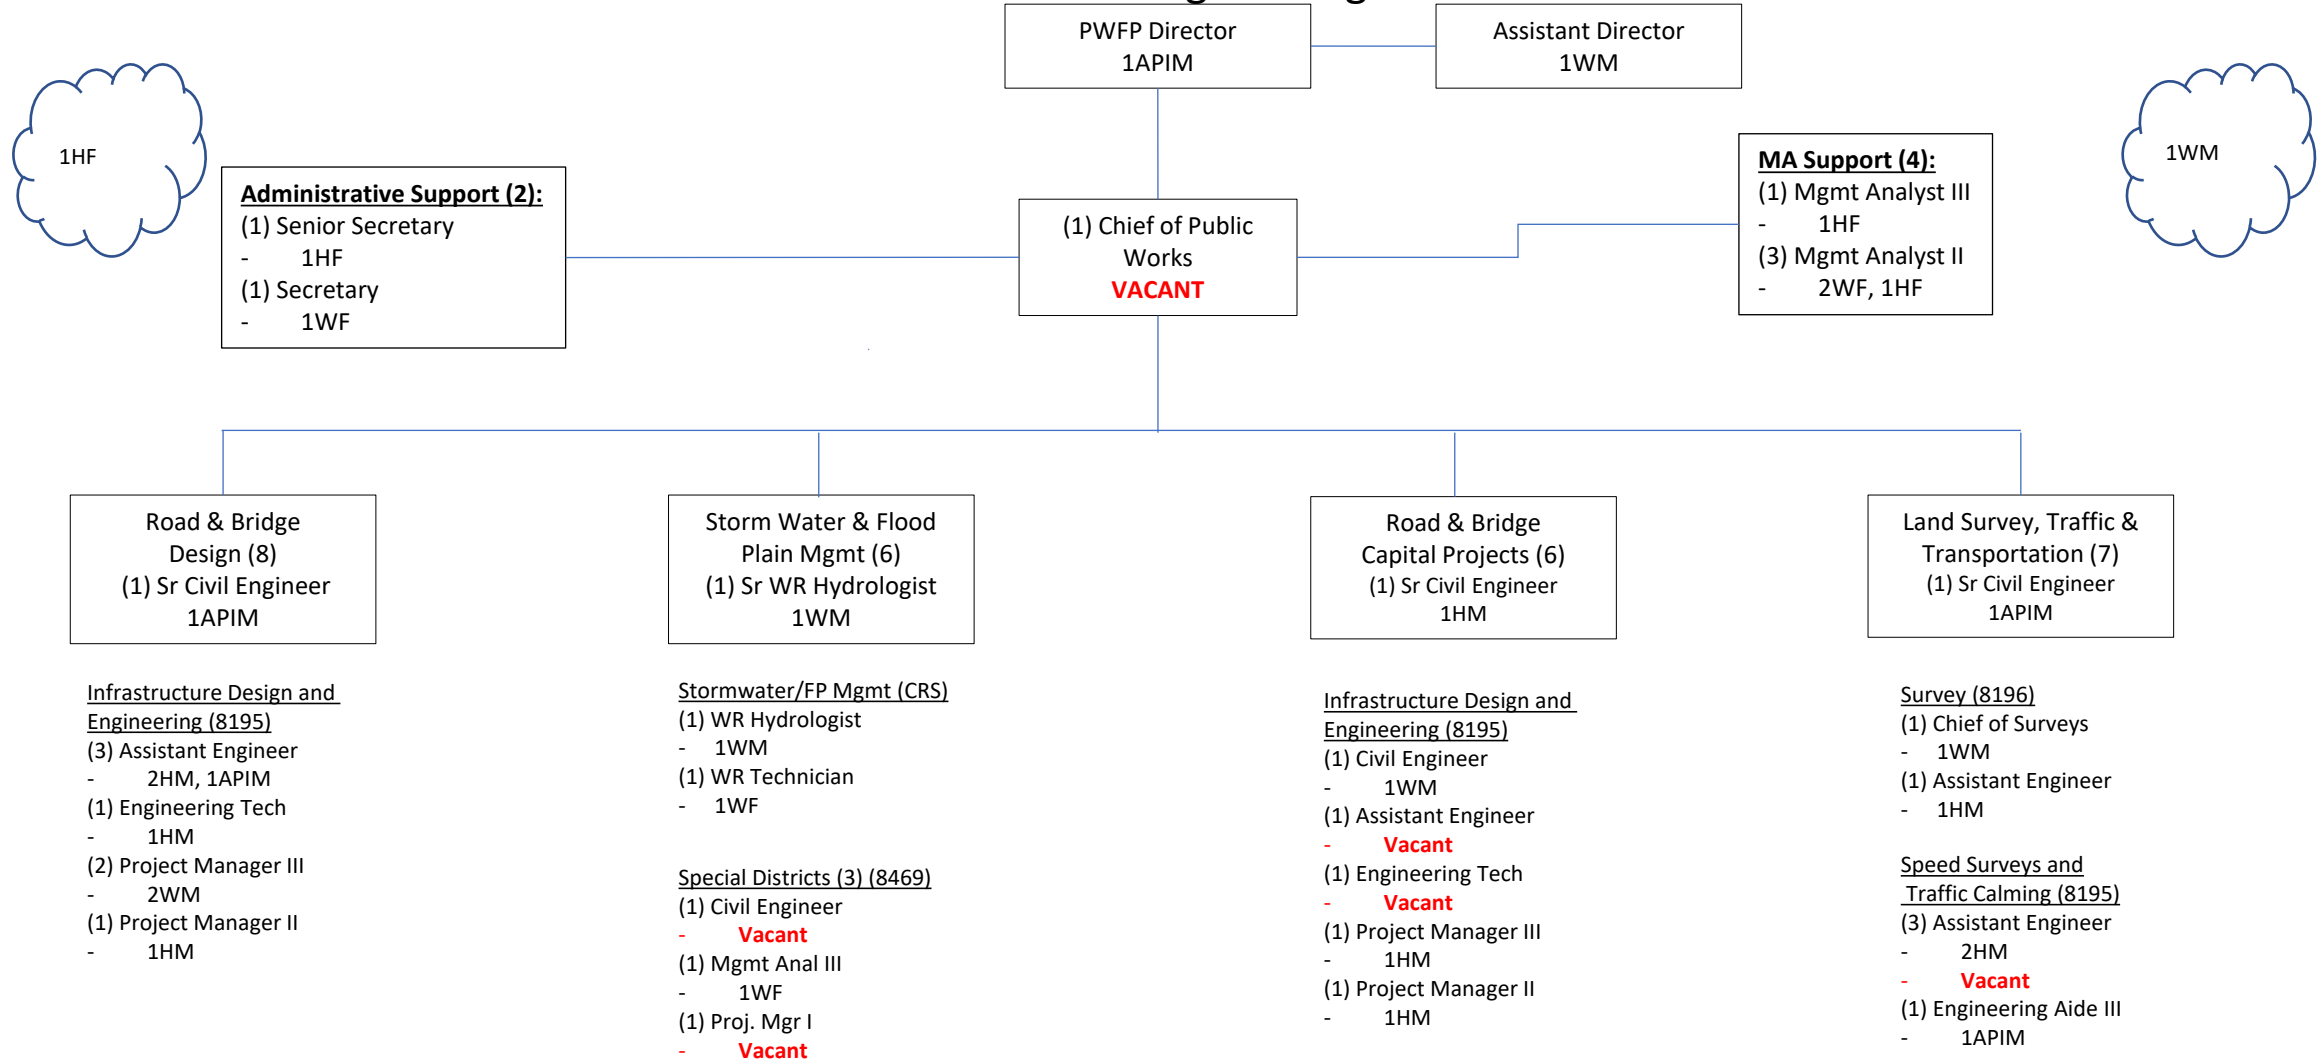 PWFP Director
1APIM
Assistant Director
1WM
1HF
1WM
Administrative Support (2):
(1) Senior Secretary
- 1HF
(1) Secretary
- 1WF
(1) Chief of Public
Works
VACANT
MA Support (4):
(1) Mgmt Analyst III
- 1HF
(3) Mgmt Analyst II
- 2WF, 1HF
Road & Bridge
Design (8)
(1) Sr Civil Engineer
1APIM
Infrastructure Design and
Engineering (8195)
(3) Assistant Engineer
- 2HM, 1APIM
(1) Engineering Tech
- 1HM
(2) Project Manager III
- 2WM
(1) Project Manager II
- 1HM
Storm Water & Flood
Plain Mgmt (6)
(1) Sr WR Hydrologist
1WM
Stormwater/FP Mgmt (CRS)
(1) WR Hydrologist
- 1WM
(1) WR Technician
- 1WF
Special Districts (3) (8469)
(1) Civil Engineer
- Vacant
(1) Mgmt Anal III
- 1WF
(1) Proj. Mgr I
- Vacant
Road & Bridge
Capital Projects (6)
(1) Sr Civil Engineer
1HM
Infrastructure Design and
Engineering (8195)
(1) Civil Engineer
- 1WM
(1) Assistant Engineer
- Vacant
(1) Engineering Tech
- Vacant
(1) Project Manager III
- 1HM
(1) Project Manager II
- 1HM
Land Survey, Traffic &
Transportation (7)
(1) Sr Civil Engineer
1APIM
Survey (8196)
(1) Chief of Surveys
- 1WM
(1) Assistant Engineer
- 1HM
Speed Surveys and
Traffic Calming (8195)
(3) Assistant Engineer
- 2HM
- Vacant
(1) Engineering Aide III
- 1APIM